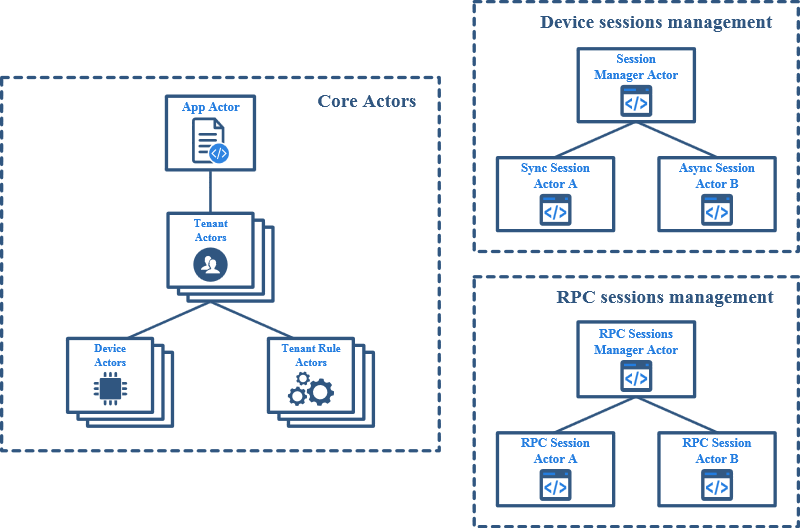 Core Actors
App Actor
</>
Tenant
Actors
Device
Actors
Tenant Rule
Actors
Device sessions management
Session
Manager Actor
</>
Sync Session
Actor A
</>
Async Session
Actor B
</>
RPC sessions management
RPC Sessions
Manager Actor
</>
RPC Session
Actor A
</>
RPC Session
Actor B
</>